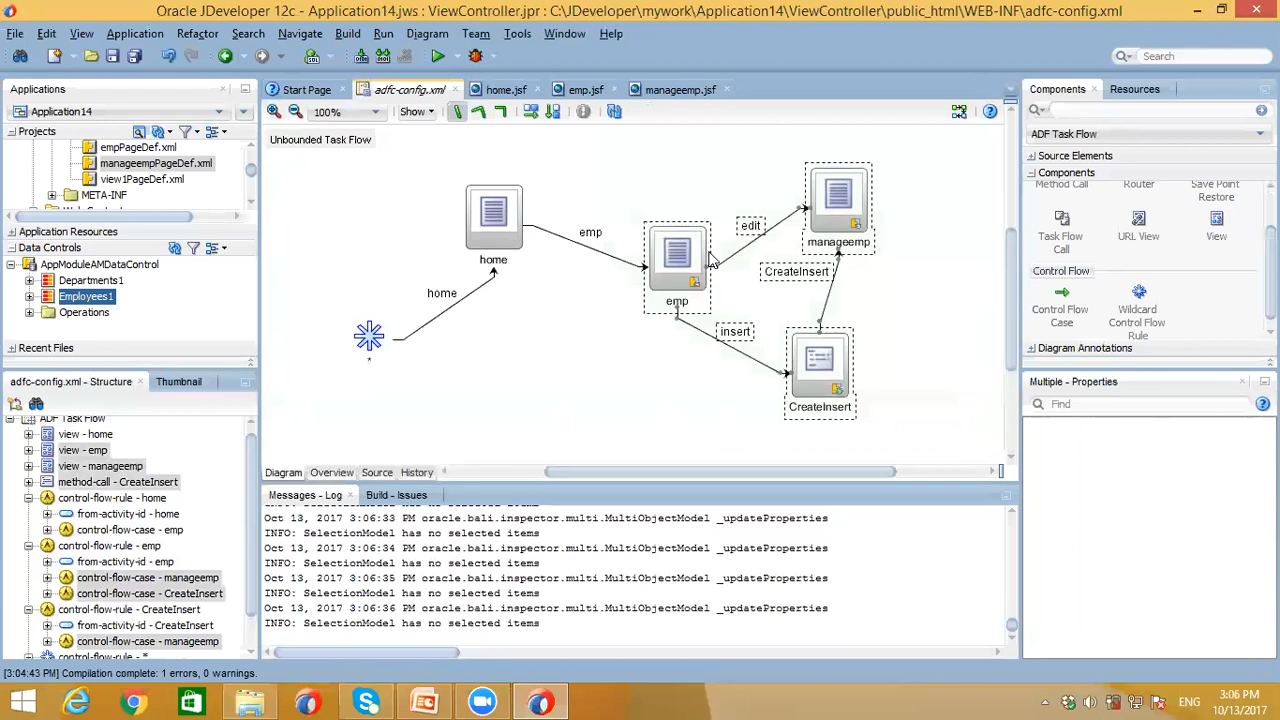 Oracle JDeveloper 12c - Application14.jws : ViewController.jpr : C:\JDeveloper\mywork\Application14\ViewController\public_html\WEB-INF\adfc-config.xml
File Edit View Application Refactor Search Navigate Build Run Diagram Team Tools Window Help
Search
Applications
Application14
Projects
empPageDef.xml
manageempPageDef.xml
view1PageDef.xml
META-INF
Application Resources
Data Controls
AppModuleAMDataControl
Departments1
Employees1
Operations
Recent Files
adfc-config.xml - Structure
Thumbnail
ADF Task Flow
view - home
view - emp
view - manageemp
method-call - CreateInsert
control-flow-rule - home
from-activity-id - home
control-flow-case - emp
control-flow-rule - emp
from-activity-id - emp
control-flow-case - manageemp
control-flow-case - CreateInsert
control-flow-rule - CreateInsert
from-activity-id - CreateInsert
control-flow-case - manageemp
control-flow-rule - *
Start Page
adfc-config.xml
home.jsf
emp.jsf
manageemp.jsf
100%
Show
Unbounded Task Flow
home
emp
home
*
emp
edit
manageemp
CreateInsert
insert
CreateInsert
Diagram Overview Source History
Messages - Log
Build - Issues
INFO: SelectionModel has no selected items
Oct 13, 2017 3:06:33 PM oracle.bali.inspector.multi.MultiObjectModel _updateProperties
INFO: SelectionModel has no selected items
Oct 13, 2017 3:06:34 PM oracle.bali.inspector.multi.MultiObjectModel _updateProperties
INFO: SelectionModel has no selected items
Oct 13, 2017 3:06:35 PM oracle.bali.inspector.multi.MultiObjectModel _updateProperties
INFO: SelectionModel has no selected items
Oct 13, 2017 3:06:36 PM oracle.bali.inspector.multi.MultiObjectModel _updateProperties
INFO: SelectionModel has no selected items
Components
Resources
ADF Task Flow
Source Elements
Components
Method Call
Router
Save Point Restore
Task Flow Call
URL View
View
Control Flow
Control Flow Case
Wildcard Control Flow Rule
Diagram Annotations
Multiple - Properties
Find
[3:04:43 PM] Compilation complete: 1 errors, 0 warnings.
ENG
3:06 PM
10/13/2017